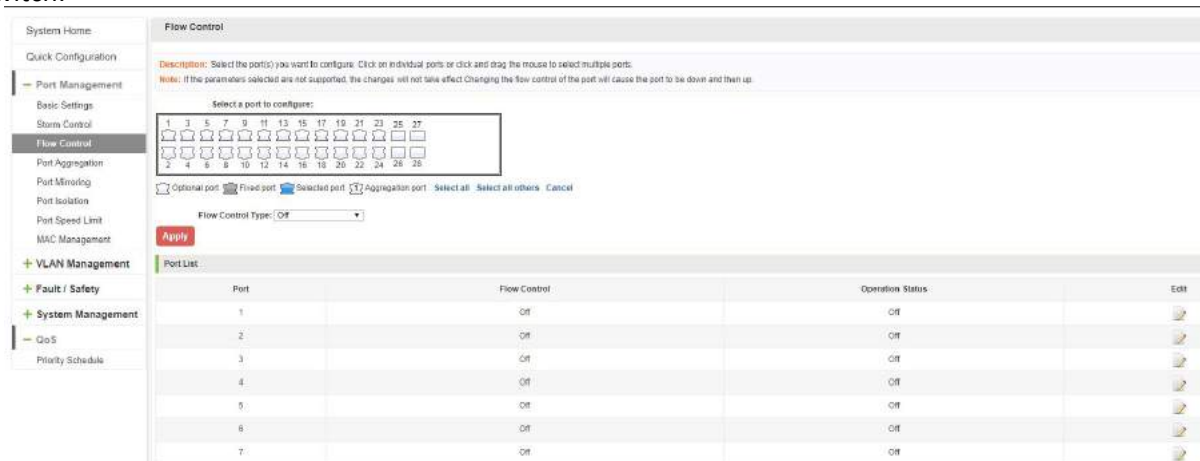 System Home
Quick Configuration
Port Management
Basic Settings
Storm Control
Flow Control
Port Aggregation
Port Mirroring
Port Isolation
Port Speed Limit
MAC Management
VLAN Management
Fault / Safety
System Management
QoS
Priority Schedule
Flow Control
Description: Select the port(s) you want to configure. Click on individual ports or click and drag the mouse to select multiple ports.
Note: If the parameters selected are not supported, the changes will not take effect Changing the flow control of the port will cause the port to be down and then up.
Select a port to configure:
1 3 5 7 9 11 13 15 17 19 21 23 25 27
2 4 6 8 10 12 14 16 18 20 22 24 26 28
Optional port Fixed port Selected port 1 Aggregation port Select all Select all others Cancel
Flow Control Type: Off
Apply
Port List
Port Flow Control Operation Status Edit
1 Off Off
2 Off Off
3 Off Off
4 Off Off
5 Off Off
6 Off Off
7 Off Off